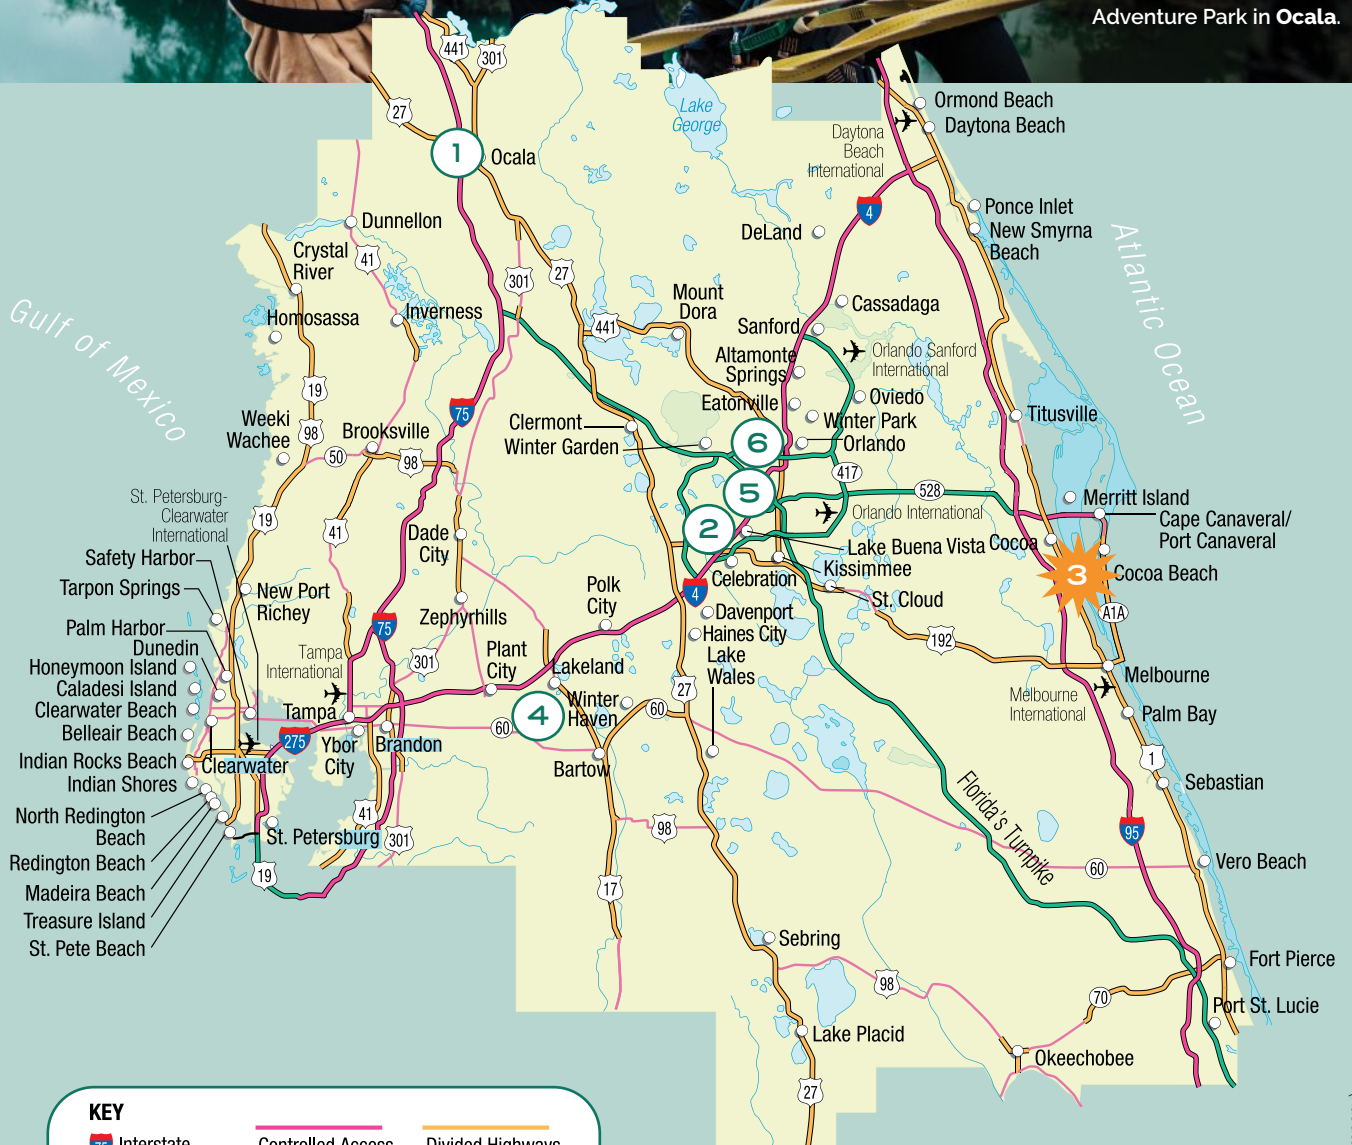 Adventure Park in Ocala.
441
301
27
Lake
George
Ormond Beach
Daytona Beach
Daytona
Beach
International
1
Ocala
4
Ponce Inlet
New Smyrna
Beach
Dunnellon
DeLand
Atlantic Ocean
Crystal
River
41
301
27
Mount
Dora
Cassadaga
Gulf of Mexico
Homosassa
Inverness
441
Sanford
Altamonte
Springs
Orlando Sanford
International
19
75
Eatonville
Oviedo
Weeki
Wachee
98
Brooksville
Clermont
Winter Garden
Winter Park
Orlando
Titusville
50
98
6
417
5
528
Merritt Island
St. Petersburg-
Clearwater
International
19
41
Dade
City
2
Orlando International
Cape Canaveral/
Port Canaveral
Safety Harbor
Lake Buena Vista
Cocoa
Tarpon Springs
New Port
Richey
Polk
City
4
Celebration
Kissimmee
3
Cocoa Beach
St. Cloud
Zephyrhills
Davenport
A1A
Palm Harbor
75
Haines City
192
Dunedin
Tampa
International
301
Plant
City
Lake
Wales
Honeymoon Island
Lakeland
Melbourne
Caladesi Island
27
Melbourne
International
Clearwater Beach
Tampa
60
4
Winter
Haven
60
Palm Bay
Belleair Beach
275
Ybor
City
Brandon
1
Indian Rocks Beach
Clearwater
Bartow
Indian Shores
Sebastian
North Redington
Beach
41
Florida's Turnpike
St. Petersburg
301
98
95
Redington Beach
19
60
Vero Beach
Madeira Beach
17
Treasure Island
St. Pete Beach
Sebring
Fort Pierce
98
70
Port St. Lucie
Lake Placid
Okeechobee
27
KEY
75
Interstate
Controlled Access
Divided Highways